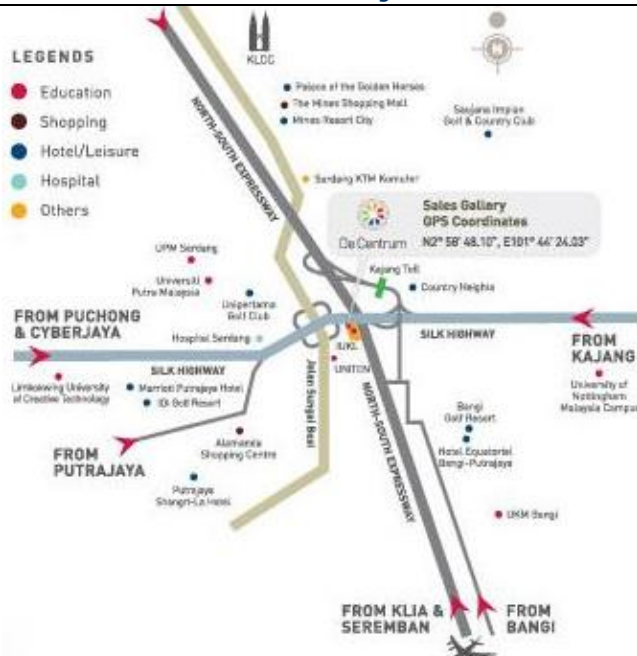 KLCC
N
LEGENDS
Education
Shopping
Hotel/Leisure
Hospital
Others
Palace of the Golden Horses
The Mines Shopping Mall
Mines Resort City
Saujana Impian
Golf & Country Club
NORTH-SOUTH EXPRESSWAY
Serdang KTM Komuter
Sales Gallery
GPS Coordinates
De Centrum
N2° 58' 48.10", E101° 44' 24.03"
UPM Serdang
Universiti
Putra Malaysia
Kajang Toll
Country Heights
Unipertama
Golf Club
FROM PUCHONG
& CYBERJAYA
Hospital Serdang
SILK HIGHWAY
FROM
KAJANG
IUKL
UNITEN
SILK HIGHWAY
Limkokwing University
of Creative Technology
Marriott Putrajaya Hotel
IOI Golf Resort
Jalan Sungai Besi
University of
Nottingham
Malaysia Campus
NORTH-SOUTH EXPRESSWAY
Bangi
Golf Resort
Hotel Equatorial
Bangi-Putrajaya
Alamanda
Shopping Centre
FROM
PUTRAJAYA
Putrajaya
Shangri-La Hotel
UKM Bangi
FROM KLIA &
SEREMBAN
FROM
BANGI